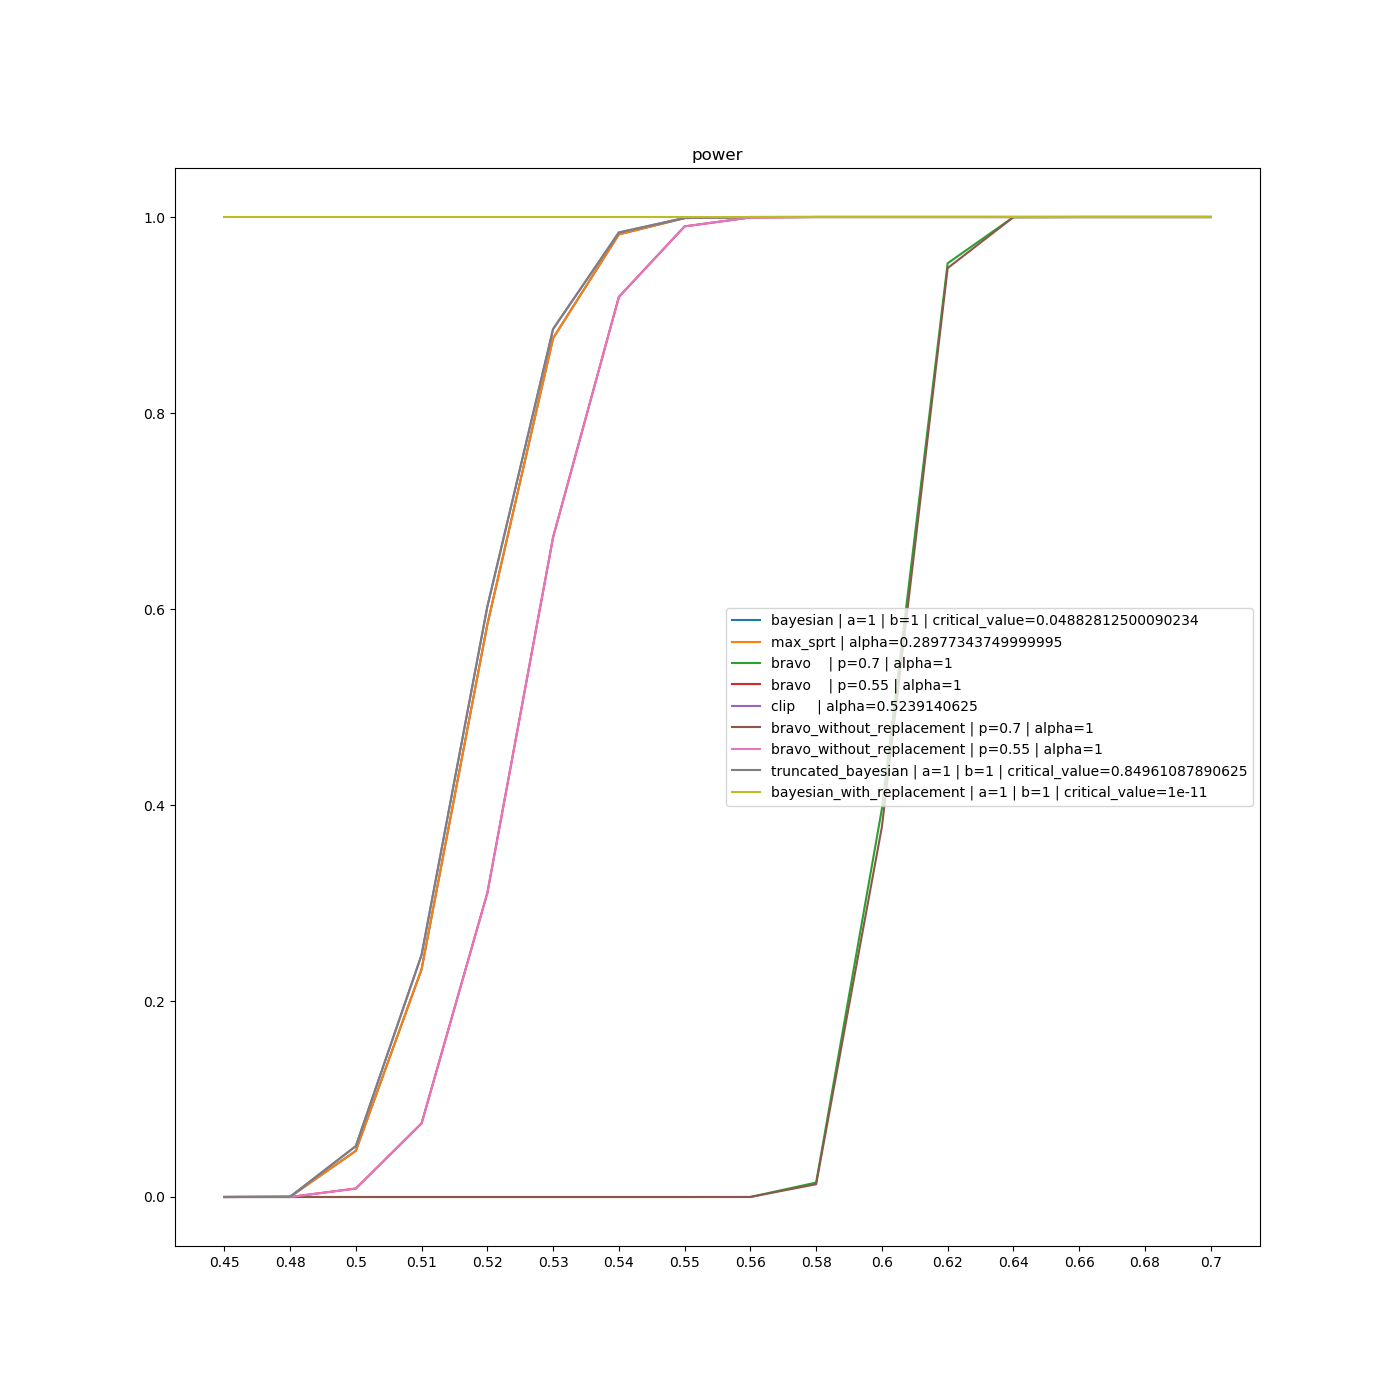 power
1.0
0.8
0.6
0.4
0.2
0.0
bayesian | a=1 | b=1 | critical_value=0.04882812500090234
max_sprt | alpha=0.28977343749999995
bravo | p=0.7 | alpha=1
bravo | p=0.55 | alpha=1
clip | alpha=0.5239140625
bravo_without_replacement | p=0.7 | alpha=1
bravo_without_replacement | p=0.55 | alpha=1
truncated_bayesian | a=1 | b=1 | critical_value=0.84961087890625
bayesian_with_replacement | a=1 | b=1 | critical_value=1e-11
0.45 0.48 0.5 0.51 0.52 0.53 0.54 0.55 0.56 0.58 0.6 0.62 0.64 0.66 0.68 0.7